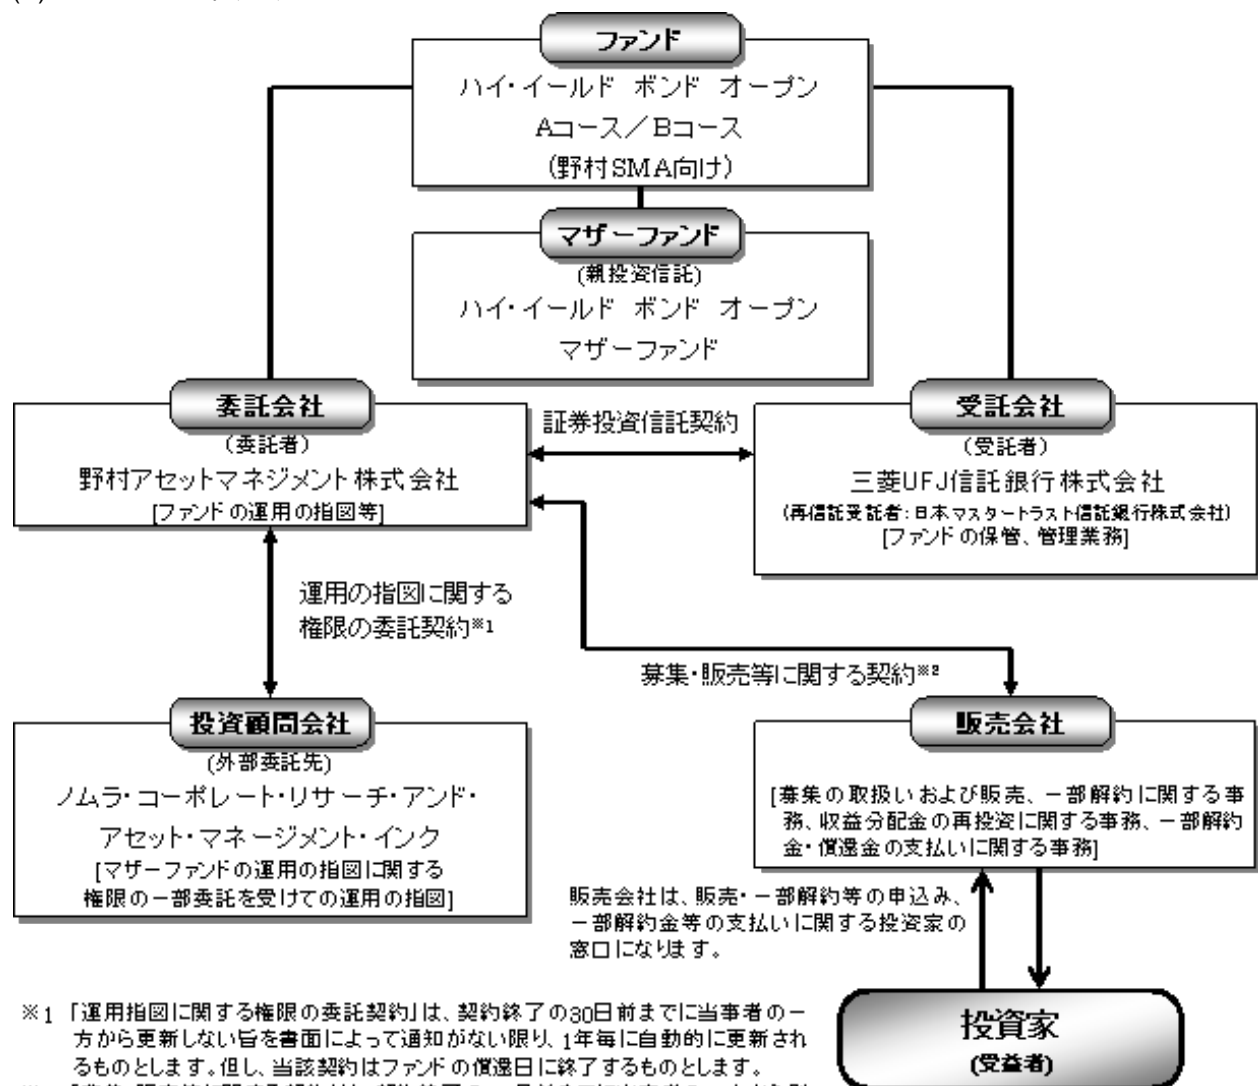 ファンド
ハイ・イールド ボンド オープン
Aコース／Bコース
(野村SMA向け)
マザーファンド
(親投資信託)
ハイ・イールド ボンド オープン
マザーファンド
委託会社
(委託者)
野村アセットマネジメント株式会社
[ファンドの運用の指図等]
証券投資信託契約
受託会社
(受託者)
三菱UFJ信託銀行株式会社
(再信託受託者：日本マスタートラスト信託銀行株式会社)
[ファンドの保管、管理業務]
運用の指図に関する
権限の委託契約※1
募集・販売等に関する契約※2
投資顧問会社
(外部委託先)
ノムラ・コーポレート・リサーチ・アンド・
アセット・マネージメント・インク
[マザーファンドの運用の指図に関する
権限の一部委託を受けての運用の指図]
販売会社
[募集の取扱いおよび販売、一部解約に関する事
務、収益分配金の再投資に関する事務、一部解約
金・償還金の支払いに関する事務]
販売会社は、販売・一部解約等の申込み、
一部解約金等の支払いに関する投資家の
窓口になります。
投資家
(受益者)
※1 「運用指図に関する権限の委託契約」は、契約終了の30日前までに当事者の一
方から更新しない旨を書面によって通知がない限り、1年毎に自動的に更新され
るものとします。但し、当該契約はファンドの償還日に終了するものとします。